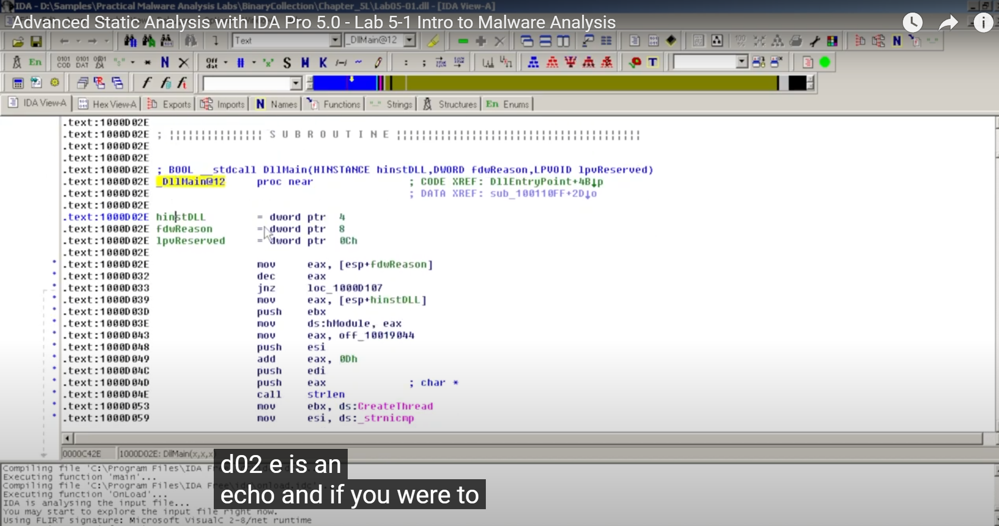 IDA - D:\Samples\Practical Malware Analysis Labs\BinaryCollection\Chapter_5L\Lab05-01.dll - [IDA View-A]
Advanced Static Analysis with IDA Pro 5.0 - Lab 5-1 Intro to Malware Analysis
Text _DllMain@12
En 0101 COD 0101 DAT "s" * N X Off dat # 'x' S M K ~ : ; T
f
IDA View-A Hex View-A Exports Imports N Names Functions Strings Structures En Enums
.text:1000D02E
.text:1000D02E ; ¦¦¦¦¦¦¦¦¦¦¦¦¦¦¦ S U B R O U T I N E ¦¦¦¦¦¦¦¦¦¦¦¦¦¦¦¦¦¦¦¦¦¦¦¦¦¦¦¦¦¦¦¦¦¦¦¦¦¦¦
.text:1000D02E
.text:1000D02E
.text:1000D02E ; BOOL __stdcall DllMain(HINSTANCE hinstDLL,DWORD fdwReason,LPVOID lpvReserved)
.text:1000D02E _DllMain@12 proc near ; CODE XREF: DllEntryPoint+4B↓p
.text:1000D02E ; DATA XREF: sub_100110FF+2D↓o
.text:1000D02E
.text:1000D02E hinstDLL = dword ptr 4
.text:1000D02E fdwReason = dword ptr 8
.text:1000D02E lpvReserved = dword ptr 0Ch
.text:1000D02E
.text:1000D02E mov eax, [esp+fdwReason]
.text:1000D032 dec eax
.text:1000D033 jnz loc_1000D107
.text:1000D039 mov eax, [esp+hinstDLL]
.text:1000D03D push ebx
.text:1000D03E mov ds:hModule, eax
.text:1000D043 mov eax, off_10019044
.text:1000D048 push esi
.text:1000D049 add eax, 0Dh
.text:1000D04C push edi
.text:1000D04D push eax ; char *
.text:1000D04E call strlen
.text:1000D053 mov ebx, ds:CreateThread
.text:1000D059 mov esi, ds:_strnicmp
0000C42E 1000D02E: DllMain(x,x,x)
d02 e is an
echo and if you were to
Compiling file 'C:\Program Files\IDA
Executing function 'main'...
Compiling file 'C:\Program Files\IDA
Executing function 'OnLoad'...
IDA is analysing the input file...
You may start to explore the input file right now.
Using FLIRT signature: Microsoft VisualC 2-8/net runtime